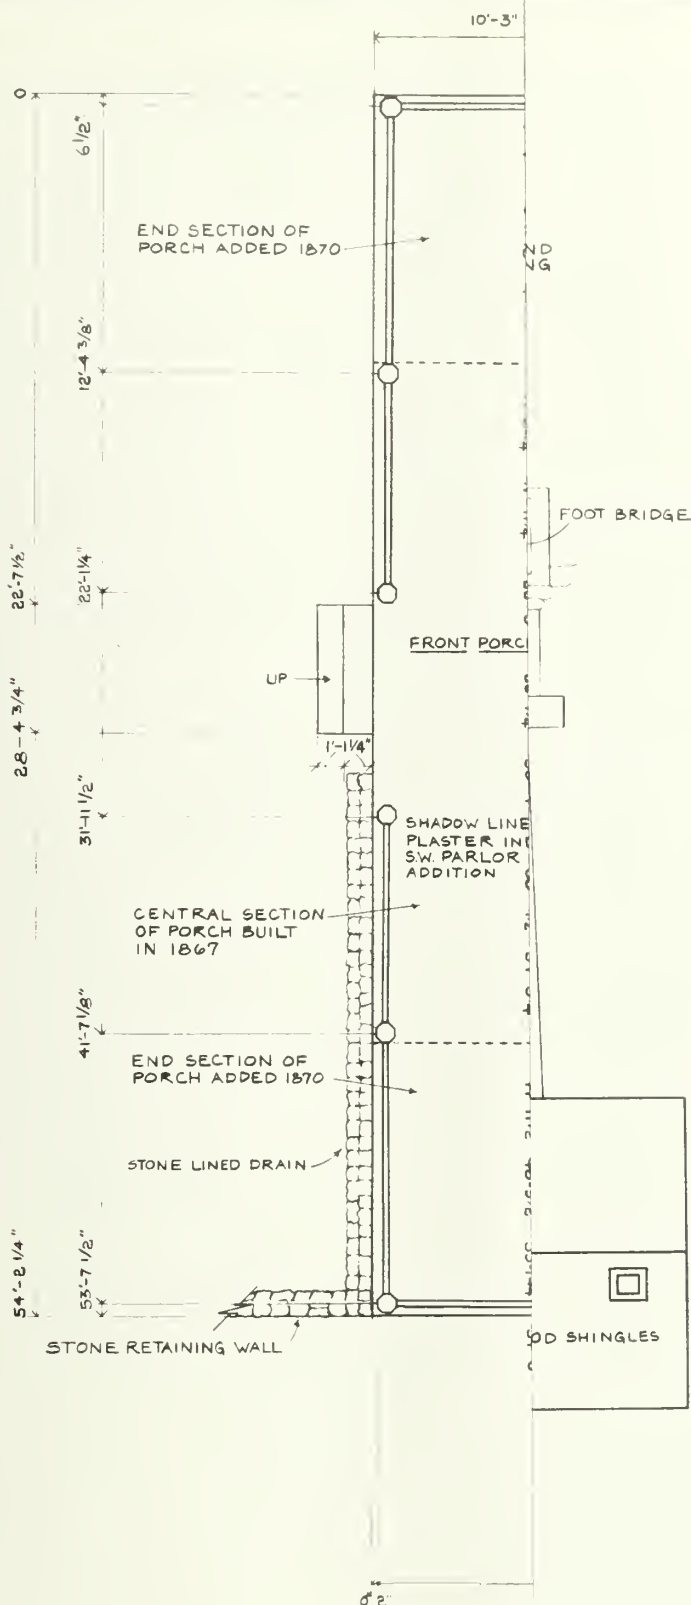 10'-3"
0
6 1/2"
END SECTION OF
PORCH ADDED 1870
12'-4 3/8"
FOOT BRIDGE
22'-7 1/2"
22'-1 1/4"
FRONT PORC
UP
28-4 3/4"
1'-1 1/4"
31'-11 1/2"
SHADOW LINE
PLASTER IN
S.W. PARLOR
ADDITION
CENTRAL SECTION
OF PORCH BUILT
IN 1867
41'-7 1/8"
END SECTION OF
PORCH ADDED 1870
STONE LINED DRAIN
54'-2 1/4"
53'-7 1/2"
STONE RETAINING WALL
OD SHINGLES